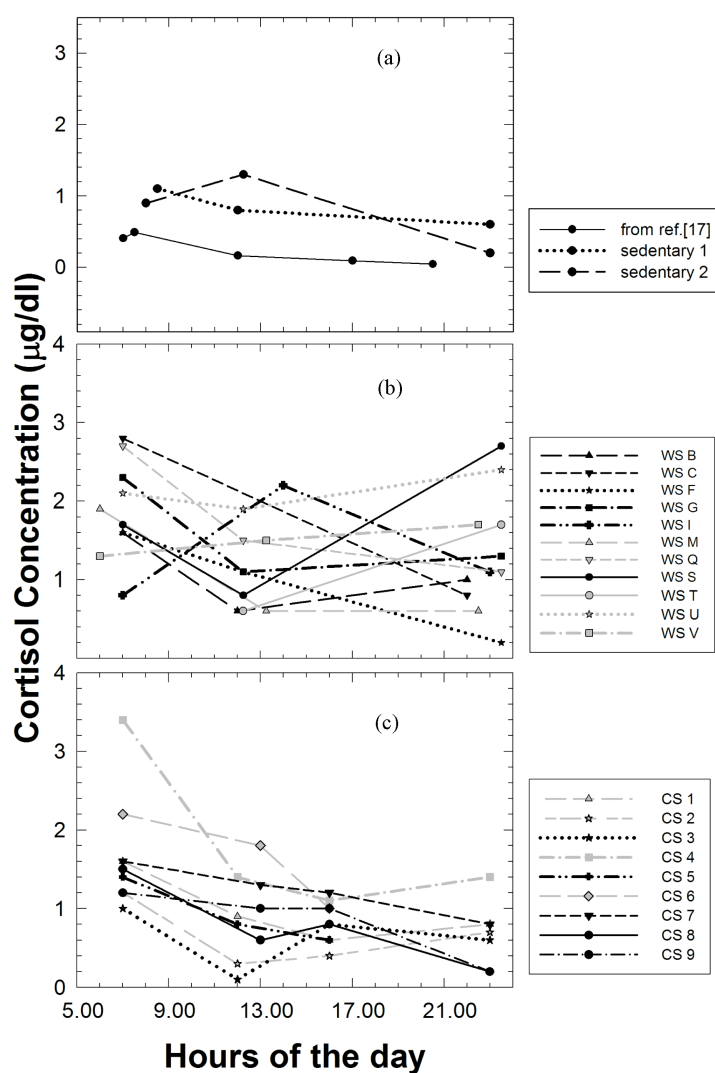 (a)
3
2
1
0
from ref.[17]
sedentary 1
sedentary 2
Cortisol Concentration (μg/dl)
(b)
4
3
2
1
WS B
WS C
WS F
WS G
WS I
WS M
WS Q
WS S
WS T
WS U
WS V
(c)
4
3
2
1
0
CS 1
CS 2
CS 3
CS 4
CS 5
CS 6
CS 7
CS 8
CS 9
5.00 9.00 13.00 17.00 21.00
Hours of the day